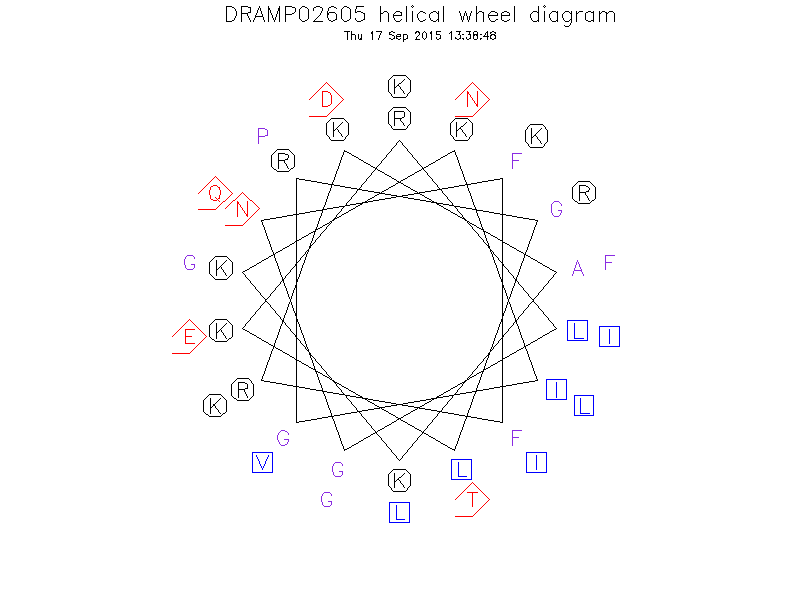 DRAMP02605 helical wheel diagram
Thu 17 Sep 2015 13:38:48
K
D N
R
K K
P K
R F
Q R
N G
G K A F
E K L I
R I
K L
G F
V I
G L
K
G T
L